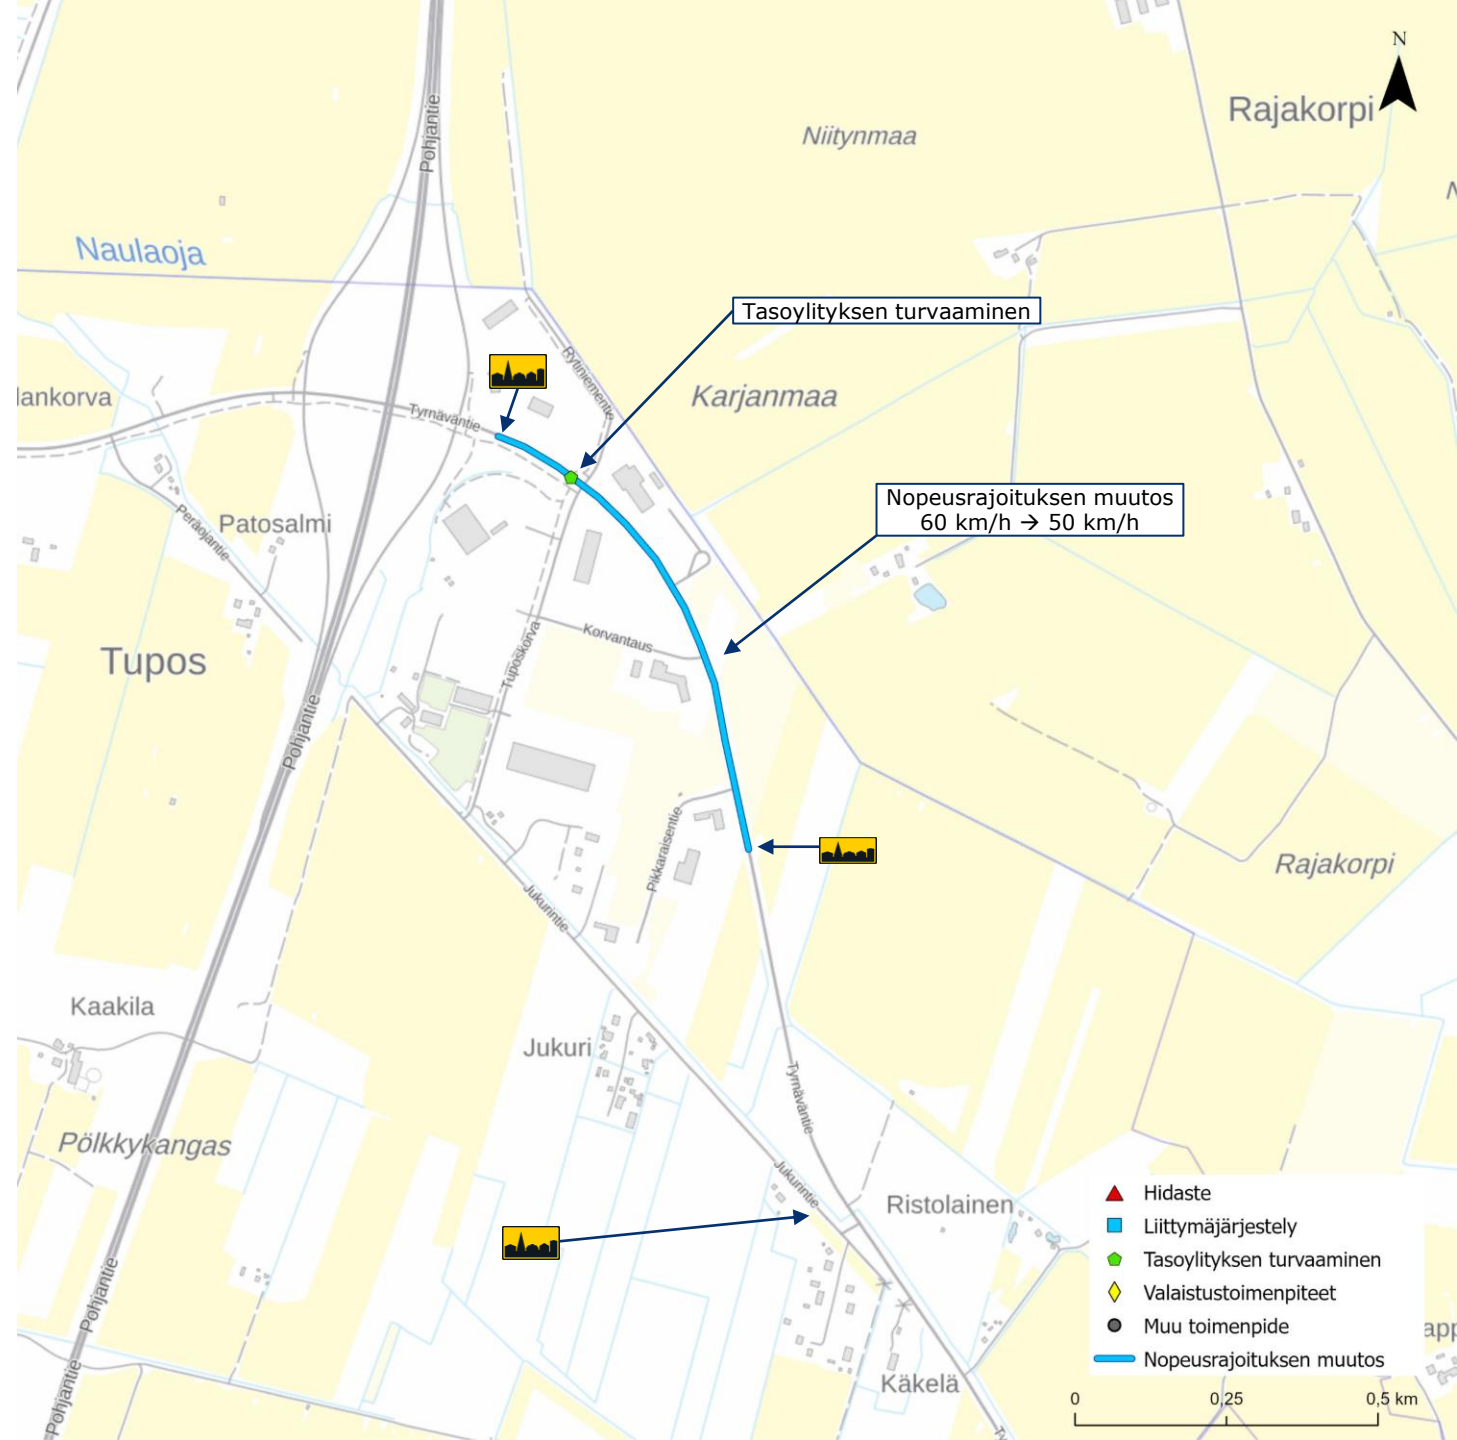 N
Rajakorpi
Niitynmaa
Pohjantie
Naulaoja
Tasoylityksen turvaaminen
Rytiniementie
Karjanmaa
lankorva
Tyrnäväntie
Nopeusrajoituksen muutos
60 km/h → 50 km/h
Patosalmi
Peräojantie
Korvantaus
Tuposkorva
Tupos
Pohjantie
Pikkaraisentie
Rajakorpi
Jukurintie
Kaakila
Jukuri
Tyrnäväntie
Pölkkykangas
Jukurintie
Ristolainen
Pohjantie
Pohjantie
Käkelä
Hidaste
Liittymäjärjestely
Tasoylityksen turvaaminen
Valaistustoimenpiteet
Muu toimenpide
Nopeusrajoituksen muutos
0 0,25 0,5 km